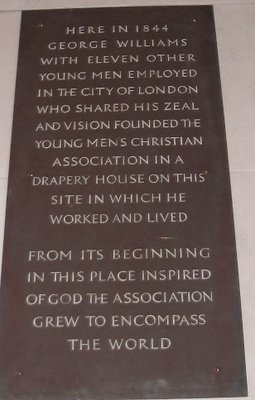 HERE IN 1844
GEORGE WILLIAMS
WITH ELEVEN OTHER
YOUNG MEN EMPLOYED
IN THE CITY OF LONDON
WHO SHARED HIS ZEAL
AND VISION FOUNDED THE
YOUNG MEN'S CHRISTIAN
ASSOCIATION IN A
DRAPERY HOUSE ON THIS
SITE IN WHICH HE
WORKED AND LIVED
FROM ITS BEGINNING
IN THIS PLACE INSPIRED
OF GOD THE ASSOCIATION
GREW TO ENCOMPASS
THE WORLD